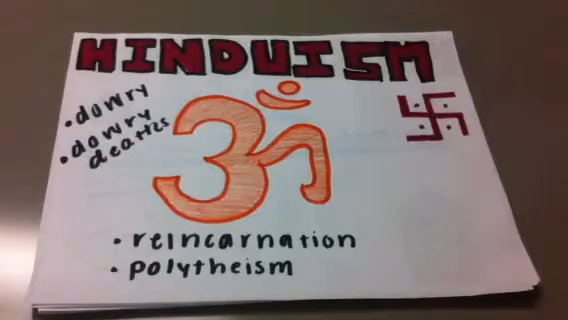 HINDUISM
• dowry
• dowry
deaths
ॐ
• reincarnation
• polytheism